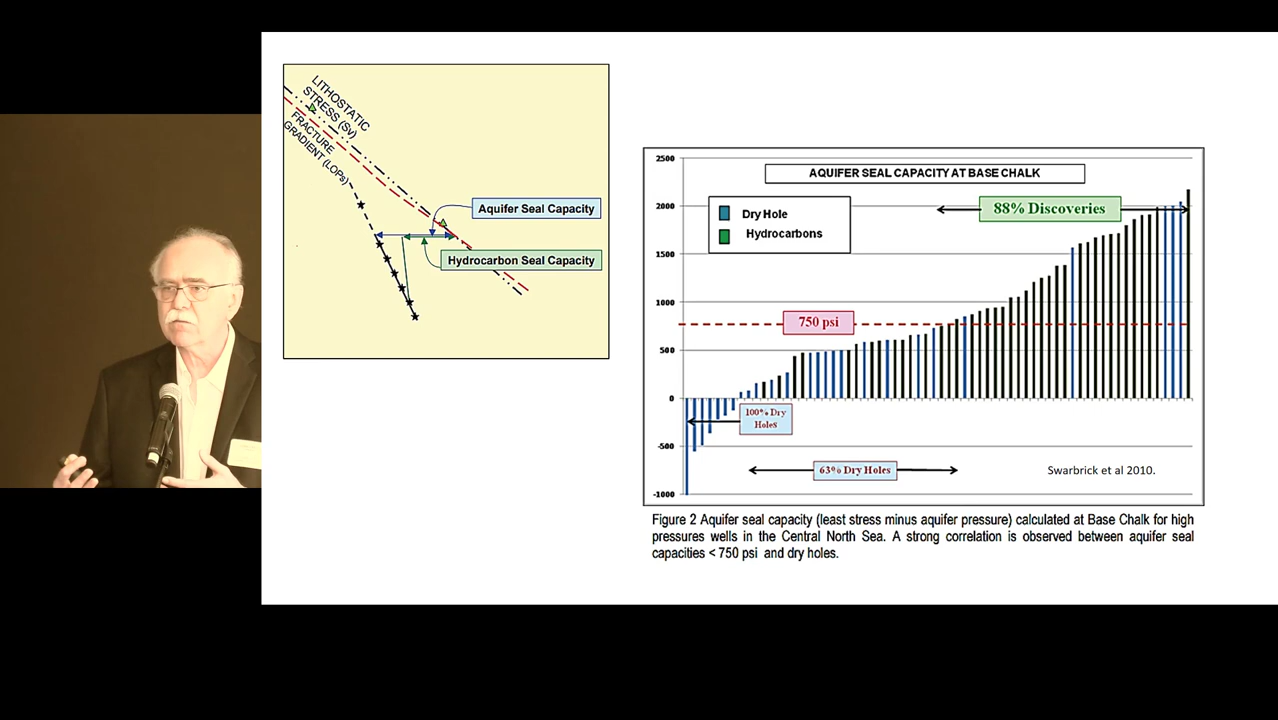 LITHOSTATIC
STRESS (Sv)
FRACTURE
GRADIENT (LOPs)
Aquifer Seal Capacity
Hydrocarbon Seal Capacity
AQUIFER SEAL CAPACITY AT BASE CHALK
2500
2000
1500
1000
500
0
-500
-1000
Dry Hole
Hydrocarbons
88% Discoveries
750 psi
100% Dry
Holes
63% Dry Holes
Swarbrick et al 2010.
Figure 2 Aquifer seal capacity (least stress minus aquifer pressure) calculated at Base Chalk for high
pressures wells in the Central North Sea. A strong correlation is observed between aquifer seal
capacities < 750 psi and dry holes.